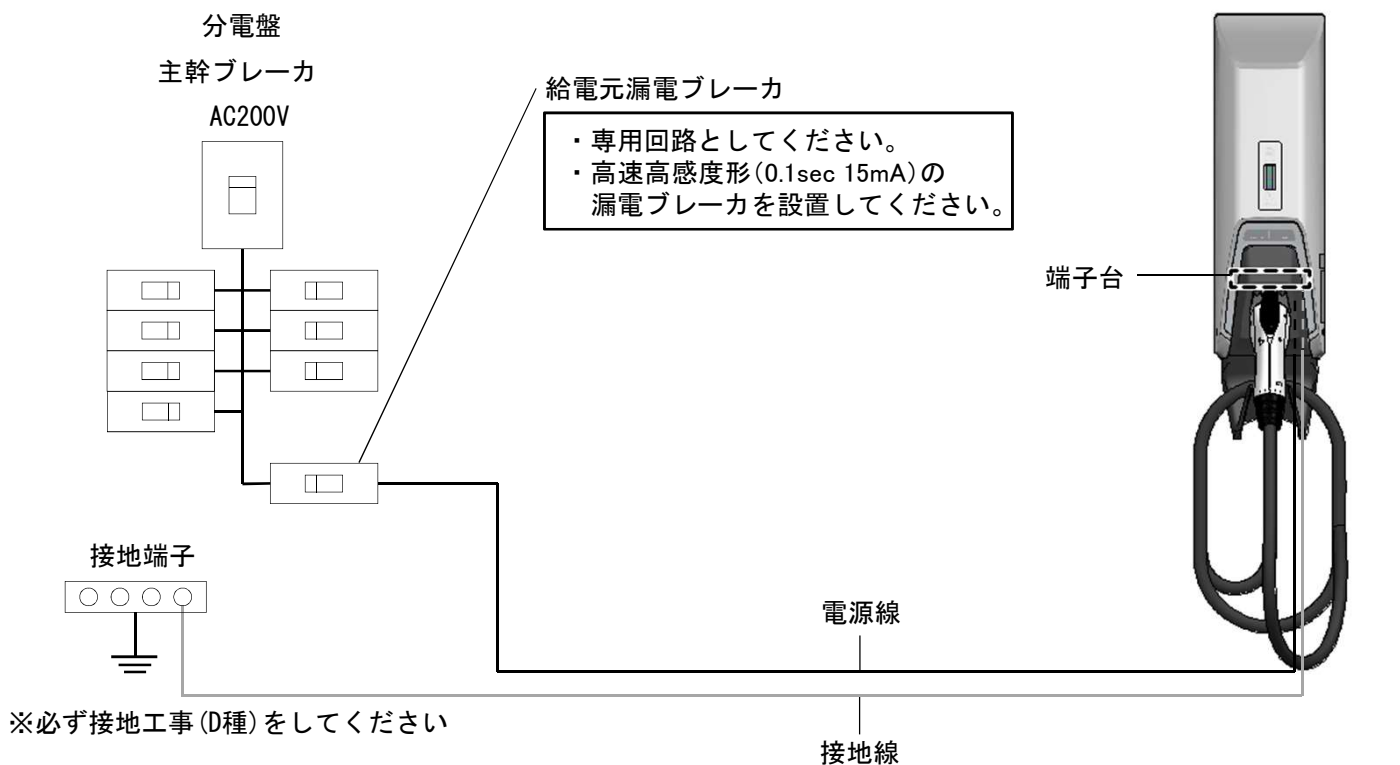 分電盤
主幹ブレーカ
AC200V
給電元漏電ブレーカ
・専用回路としてください。
・高速高感度形(0.1sec 15mA)の
漏電ブレーカを設置してください。
端子台
接地端子
電源線
※必ず接地工事(D種)をしてください
接地線